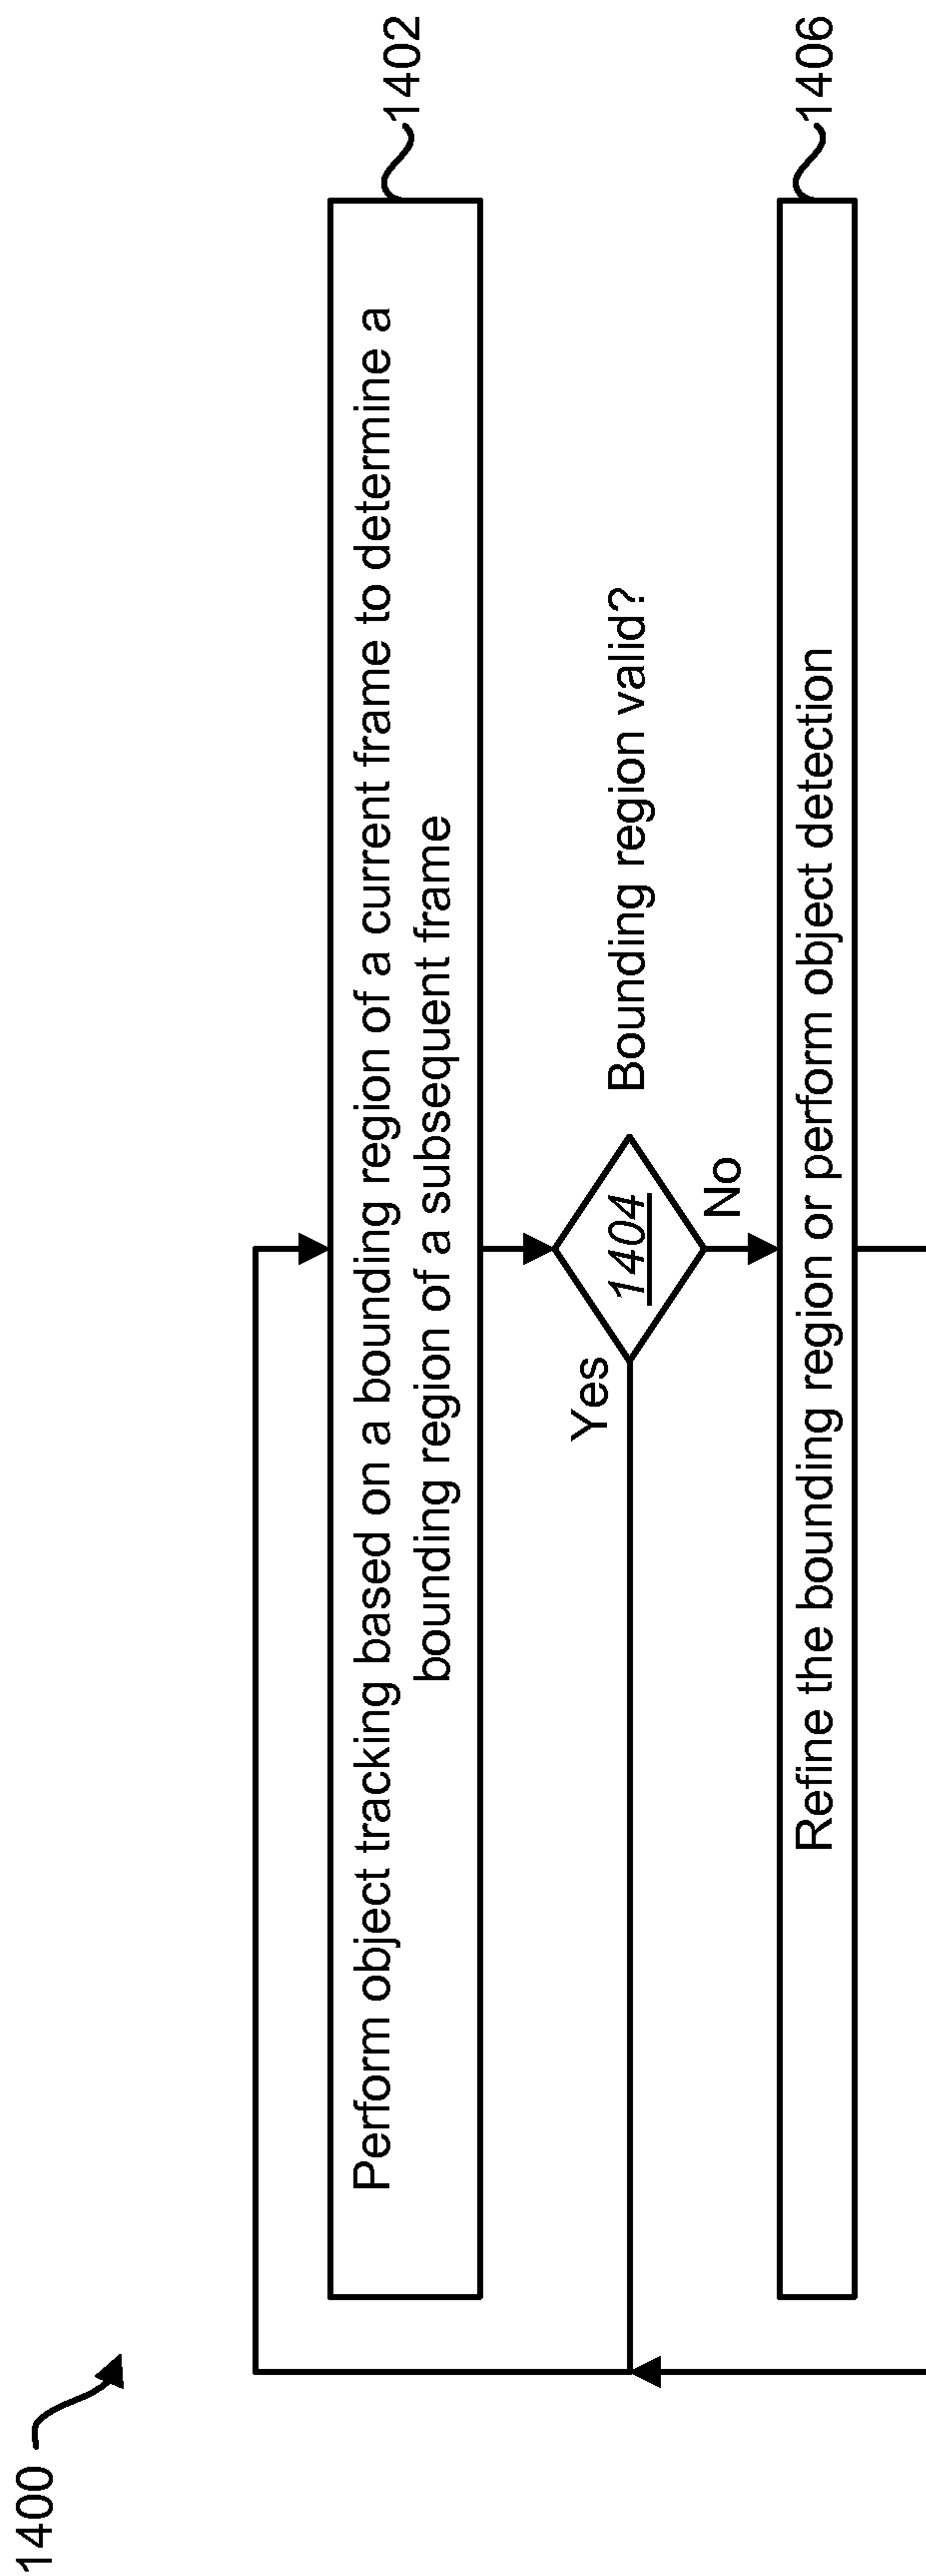 1400
Perform object tracking based on a bounding region of a current frame to determine a
bounding region of a subsequent frame
1402
Bounding region valid?
1404
Yes
No
Refine the bounding region or perform object detection
1406